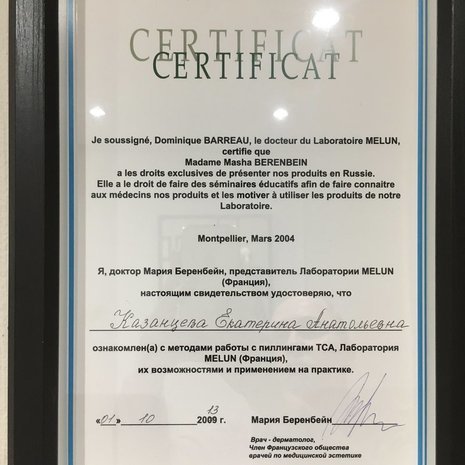 CERTIFICAT
CERTIFICAT
Je soussigné, Dominique BARREAU, le docteur du Laboratoire MELUN,
certifie que
Madame Masha BERENBEIN
a les droits exclusives de présenter nos produits en Russie.
Elle a le droit de faire des séminaires éducatifs afin de faire connaitre
aux médecins nos produits et les motiver à utiliser les produits de notre
Laboratoire.
Montpellier, Mars 2004
Я, доктор Мария Беренбейн, представитель Лаборатории MELUN
(Франция),
настоящим свидетельством удостоверяю, что
Казанцева Екатерина Анатольевна
ознакомлен(а) с методами работы с пиллингами ТСА, Лаборатория
MELUN (Франция),
их возможностями и применением на практике.
13
«01» 10 2009 г. Мария Беренбейн
Врач - дерматолог,
Член Французского общества
врачей по медицинской эстетике